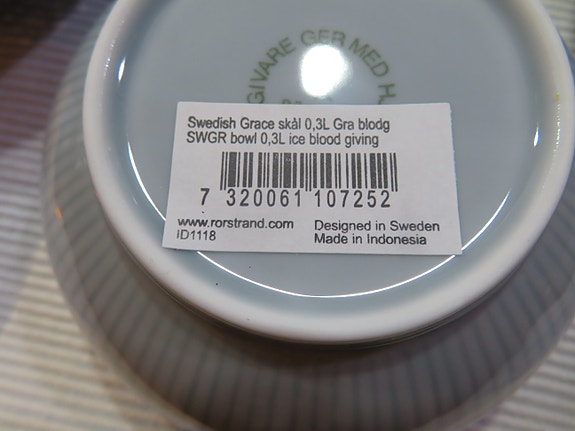 GIVARE GER MED HJ
Swedish Grace skål 0,3L Gra blodg
SWGR bowl 0,3L ice blood giving
7 320061 107252
www.rorstrand.com Designed in Sweden
ID1118 Made in Indonesia